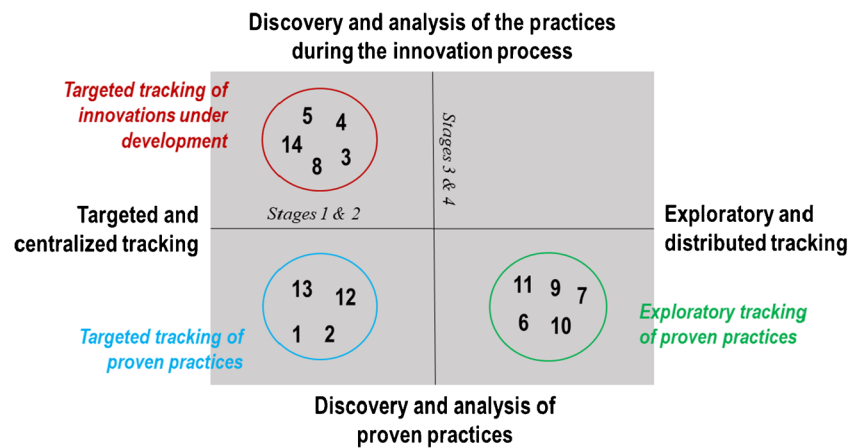 Discovery and analysis of the practices
during the innovation process
Targeted tracking of
innovations under
development
5 4
14
8 3
Stages 3 & 4
Stages 1 & 2
Targeted and
centralized tracking
Exploratory and
distributed tracking
13 12
1 2
11 9 7
6 10
Targeted tracking of
proven practices
Exploratory tracking
of proven practices
Discovery and analysis of
proven practices